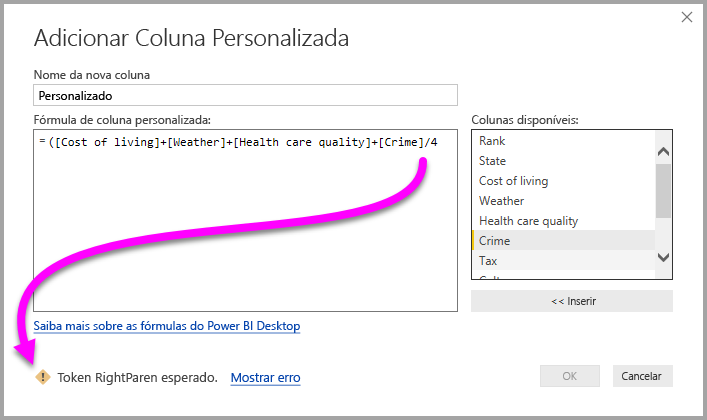 Adicionar Coluna Personalizada
Nome da nova coluna
Personalizado
Fórmula de coluna personalizada:
= ([Cost of living]+[Weather]+[Health care quality]+[Crime]/4
Colunas disponíveis:
Rank
State
Cost of living
Weather
Health care quality
Crime
Tax
<< Inserir
Saiba mais sobre as fórmulas do Power BI Desktop
Token RightParen esperado. Mostrar erro
OK
Cancelar